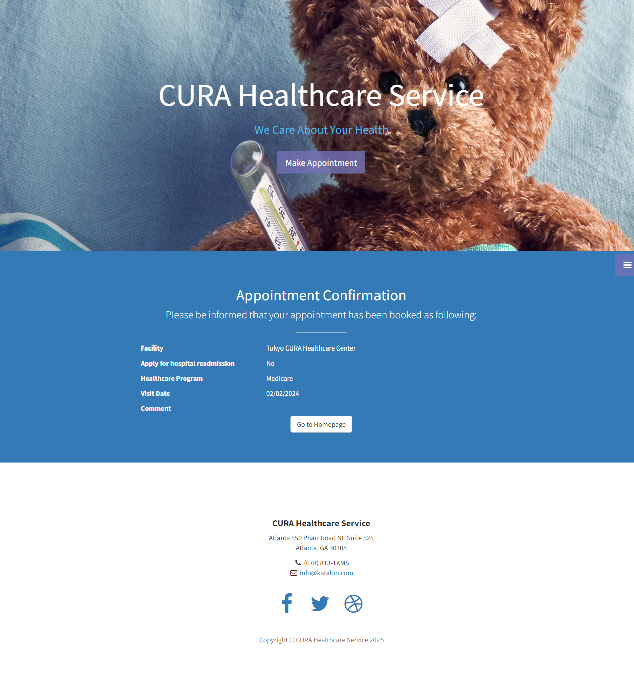 CURA Healthcare Service
We Care About Your Health
Make Appointment
Appointment Confirmation
Please be informed that your appointment has been booked as following:
Facility Tokyo CURA Healthcare Center
Apply for hospital readmission No
Healthcare Program Medicare
Visit Date 02/02/2024
Comment
Go to Homepage
CURA Healthcare Service
Atlanta 550 Pharr Road NE Suite 525
Atlanta, GA 30305
(678) 813-1KMS
info@katalon.com
Copyright © CURA Healthcare Service 2025